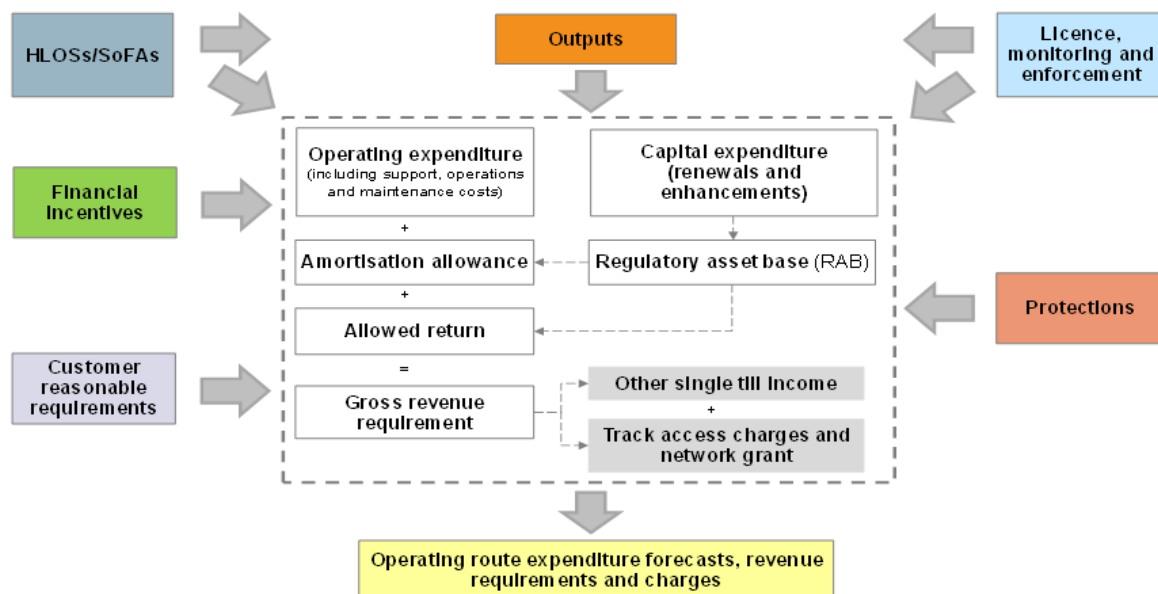 HLOSs/SoFAs
Outputs
Licence,
monitoring and
enforcement
Operating expenditure
(including support, operations
and maintenance costs)
Capital expenditure
(renewals and
enhancements)
Financial
incentives
+
Amortisation allowance
Regulatory asset base (RAB)
+
Allowed return
Protections
=
Customer
reasonable
requirements
Gross revenue
requirement
Other single till income
+
Track access charges and
network grant
Operating route expenditure forecasts, revenue
requirements and charges